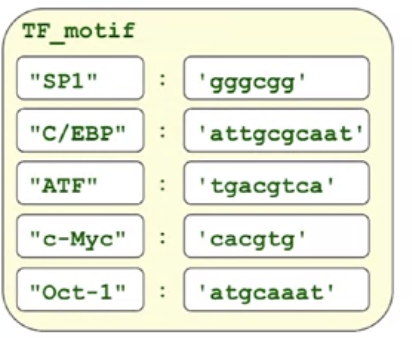 TF_motif
"SP1" : 'gggcgg'
"C/EBP" : 'attgcgcaat'
"ATF" : 'tgacgtca'
"c-Myc" : 'cacgtg'
"Oct-1" : 'atgcaaat'